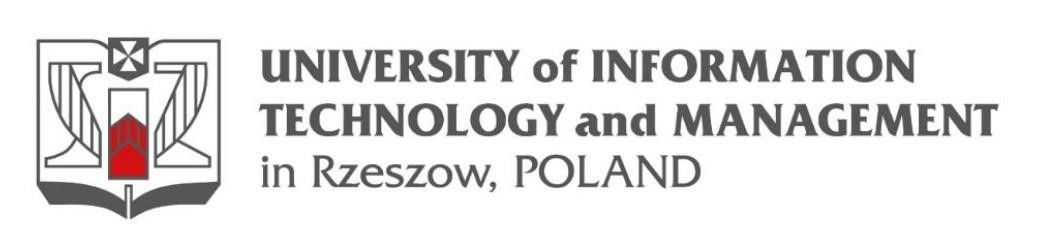 UNIVERSITY of INFORMATION
TECHNOLOGY and MANAGEMENT
in Rzeszow, POLAND